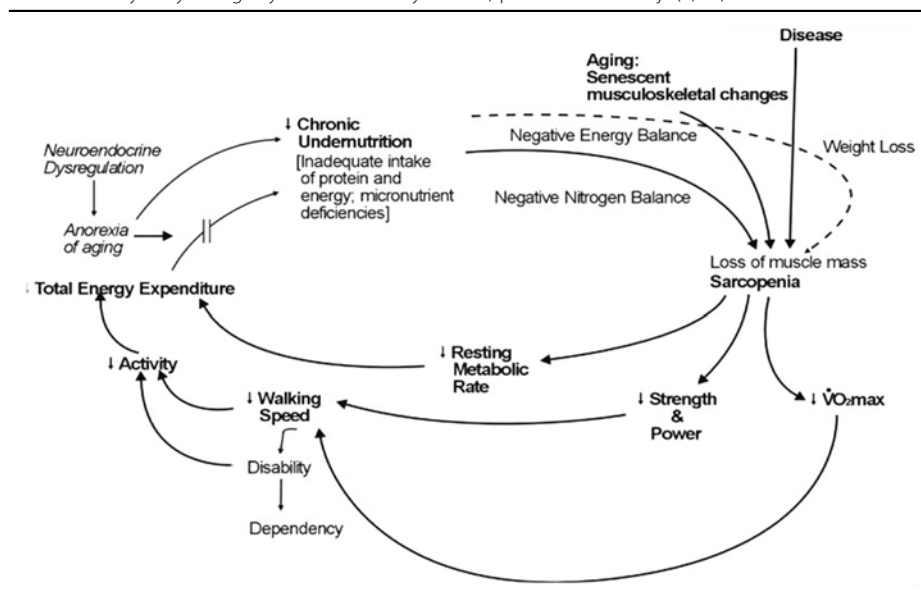 Disease
Aging:
Senescent
musculoskeletal changes
↓ Chronic
Undernutrition
[Inadequate intake
of protein and
energy; micronutrient
deficiencies]
Neuroendocrine
Dysregulation
Anorexia
of aging
Negative Energy Balance
Weight Loss
Negative Nitrogen Balance
Loss of muscle mass
Sarcopenia
↓ Total Energy Expenditure
↓ Resting
Metabolic
Rate
↓ Activity
↓ Walking
Speed
↓ Strength
&
Power
↓ V̇O₂max
Disability
Dependency